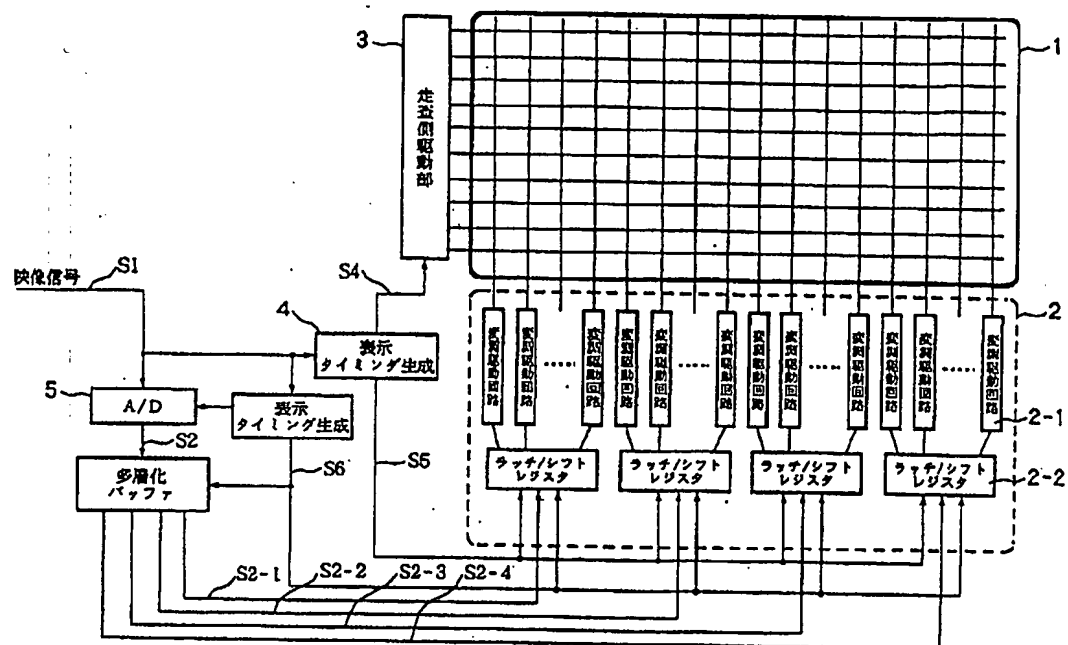 3
1
走査側駆動部
映像信号
S1
S4
4
表示
タイミング生成
2
変調駆動回路
変調駆動回路
……
変調駆動回路
変調駆動回路
変調駆動回路
……
変調駆動回路
変調駆動回路
変調駆動回路
……
変調駆動回路
変調駆動回路
変調駆動回路
……
変調駆動回路
2-1
5
A/D
表示
タイミング生成
S2
S6
S5
多層化
バッファ
ラッチ/シフト
レジスタ
ラッチ/シフト
レジスタ
ラッチ/シフト
レジスタ
ラッチ/シフト
レジスタ
2-2
S2-1
S2-2
S2-3
S2-4